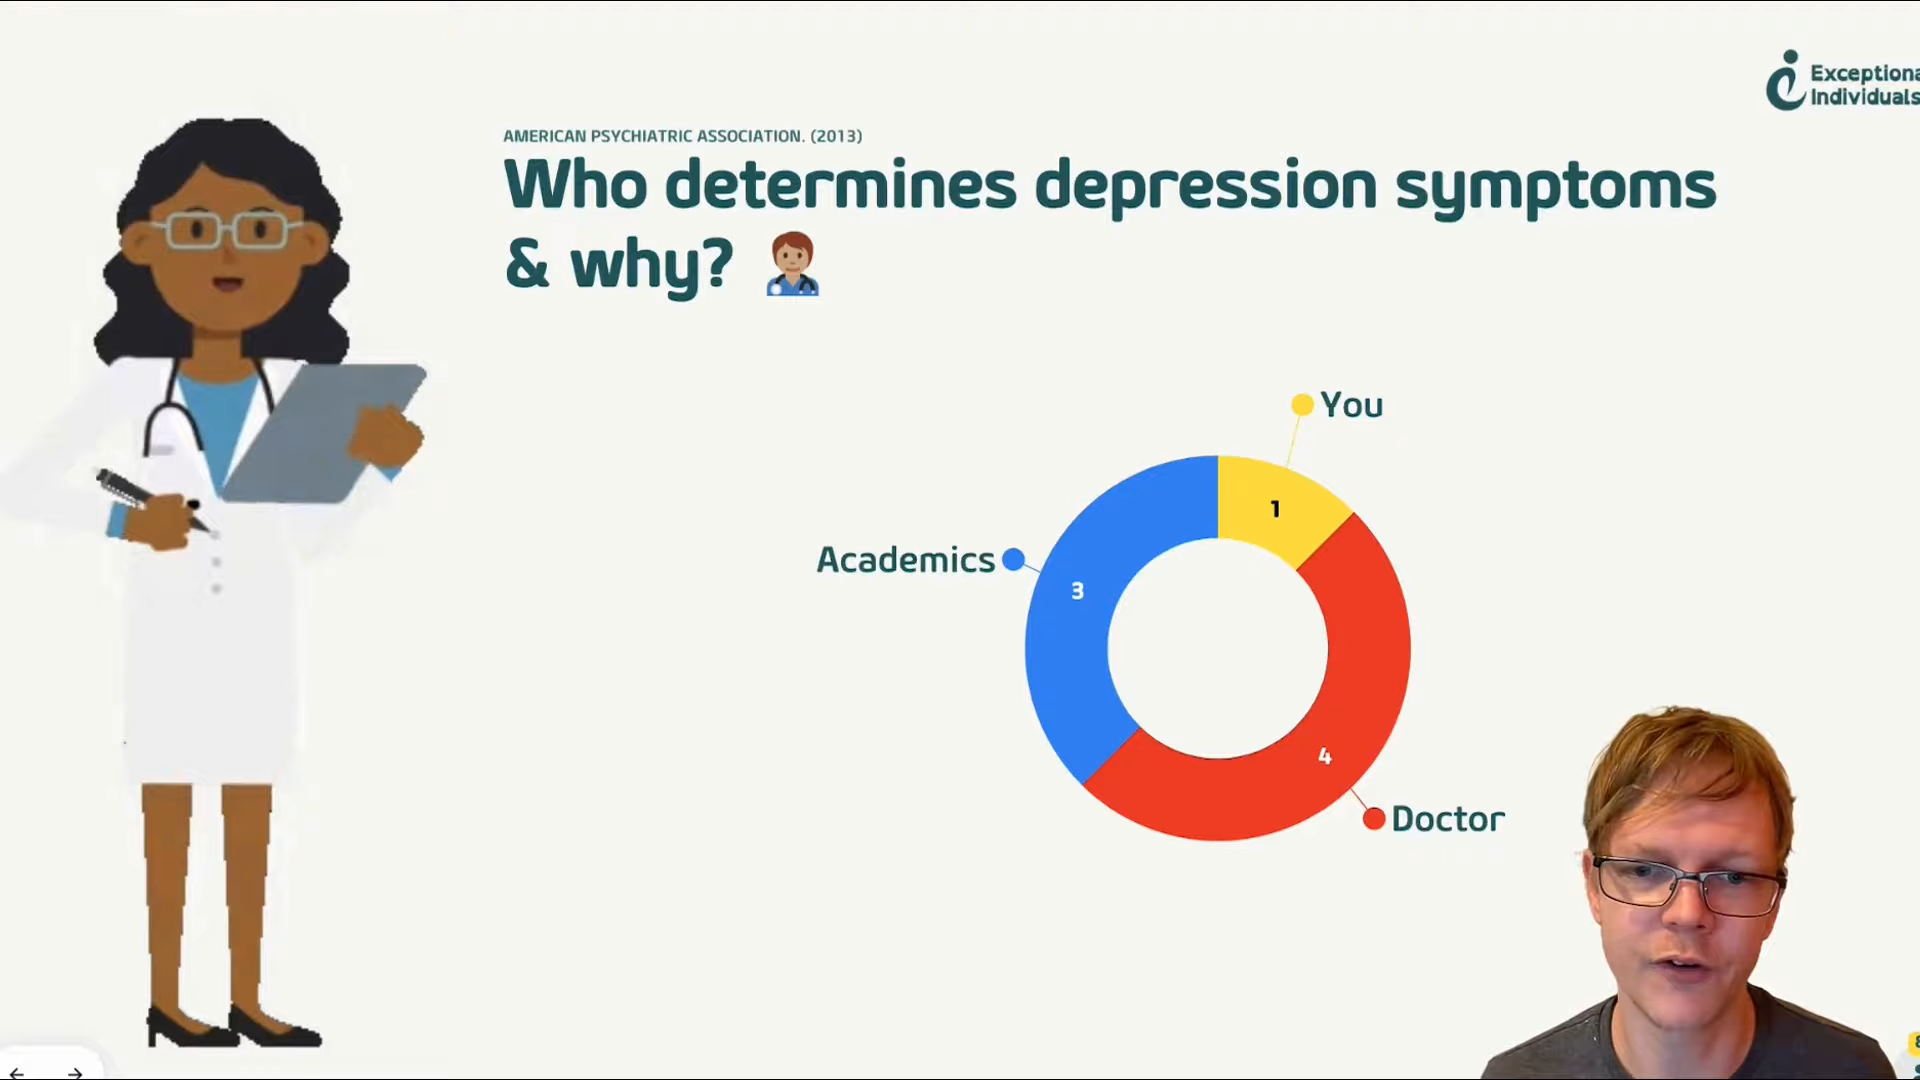 Exceptiona
Individuals
AMERICAN PSYCHIATRIC ASSOCIATION. (2013)
Who determines depression symptoms
& why?
You
1
Academics
3
4
Doctor